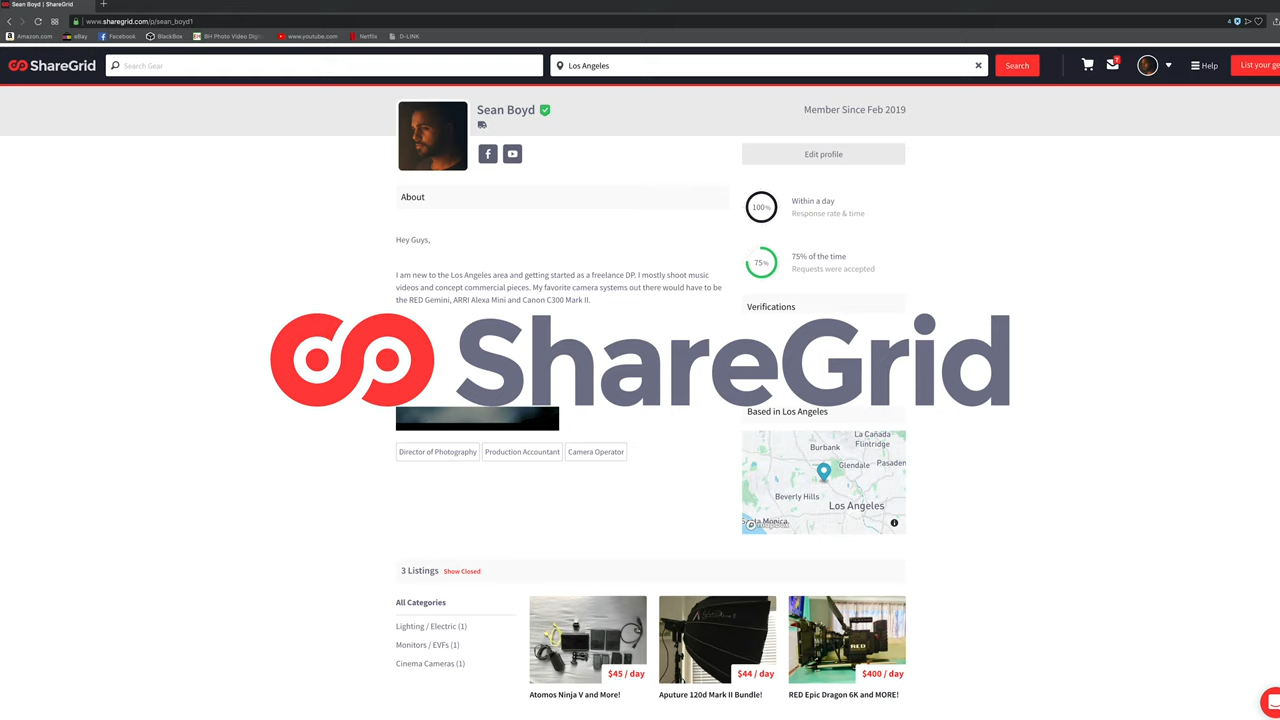 Sean Boyd | ShareGrid
www.sharegrid.com/p/sean_boyd1
4
Amazon.com eBay Facebook BlackBox BH Photo Video Digi www.youtube.com Netflix D-LINK
ShareGrid Search Gear Los Angeles Search 7 Help List your ge
Sean Boyd Member Since Feb 2019
Edit profile
About
100% Within a day
Response rate & time
Hey Guys,
75% 75% of the time
Requests were accepted
I am new to the Los Angeles area and getting started as a freelance DP. I mostly shoot music
videos and concept commercial pieces. My favorite camera systems out there would have to be
the RED Gemini, ARRI Alexa Mini and Canon C300 Mark II.
Verifications
ShareGrid
Based in Los Angeles
La Cañada
Flintridge
Burbank
Glendale Pasaden
Beverly Hills
Los Angeles
Santa Monica
mapbox
Director of Photography Production Accountant Camera Operator
3 Listings Show Closed
All Categories
Lighting / Electric (1)
Monitors / EVFs (1)
Cinema Cameras (1)
RED
$45 / day $44 / day $400 / day
Atomos Ninja V and More! Aputure 120d Mark II Bundle! RED Epic Dragon 6K and MORE!